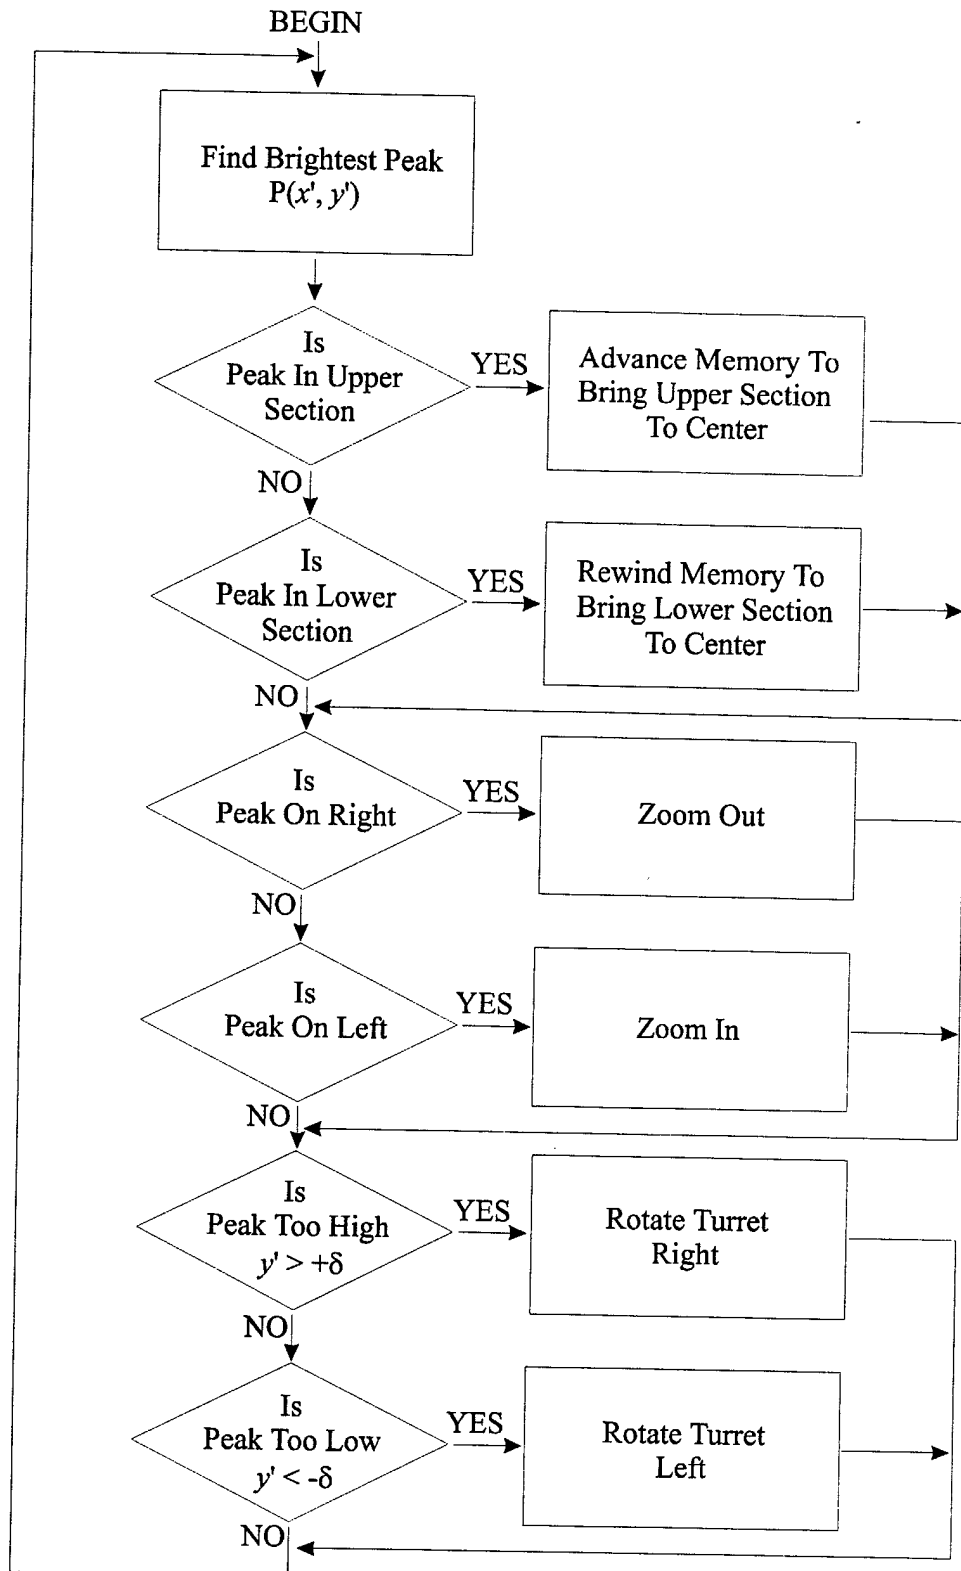 BEGIN
Find Brightest Peak
P(x', y')
Is
Peak In Upper
Section
YES
Advance Memory To
Bring Upper Section
To Center
NO
Is
Peak In Lower
Section
YES
Rewind Memory To
Bring Lower Section
To Center
NO
Is
Peak On Right
YES
Zoom Out
NO
Is
Peak On Left
YES
Zoom In
NO
Is
Peak Too High
y' > +δ
YES
Rotate Turret
Right
NO
Is
Peak Too Low
y' < -δ
YES
Rotate Turret
Left
NO